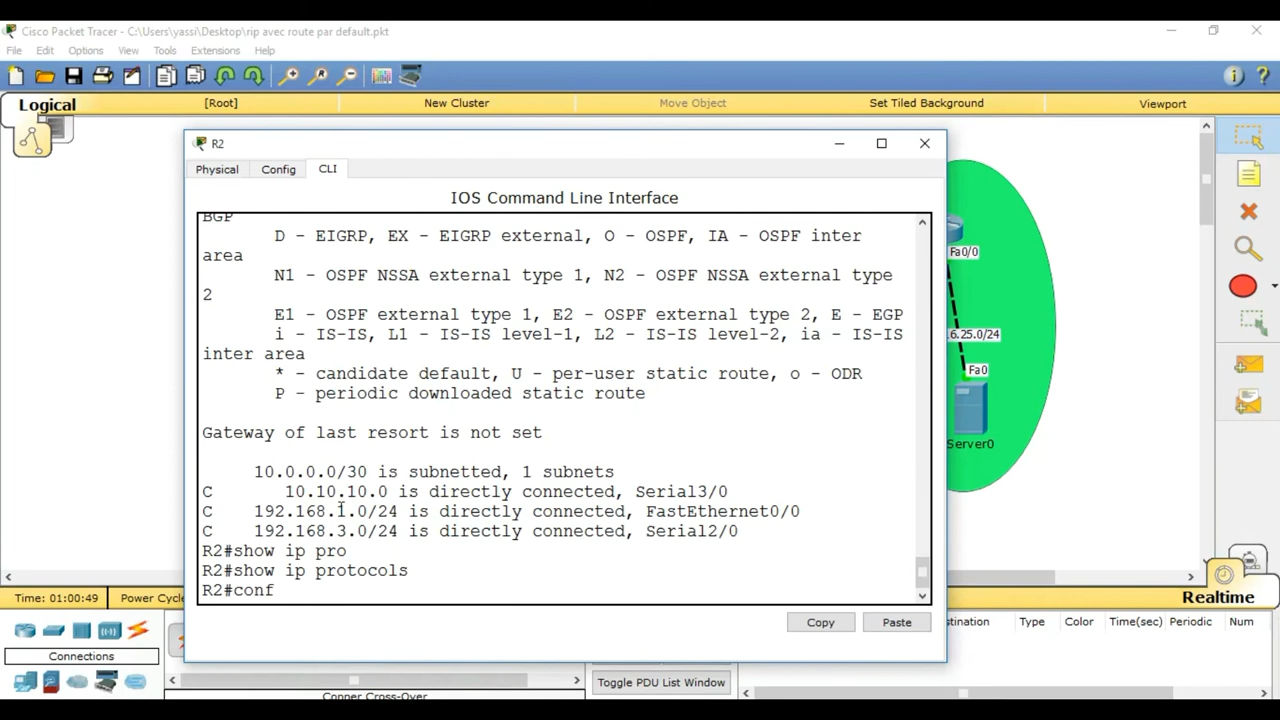 Cisco Packet Tracer - C:\Users\yassi\Desktop\rip avec route par default.pkt
File Edit Options View Tools Extensions Help
Logical [Root] New Cluster Move Object Set Tiled Background Viewport
R2
Physical Config CLI
IOS Command Line Interface
BGP
D - EIGRP, EX - EIGRP external, O - OSPF, IA - OSPF inter
area
N1 - OSPF NSSA external type 1, N2 - OSPF NSSA external type
2
E1 - OSPF external type 1, E2 - OSPF external type 2, E - EGP
i - IS-IS, L1 - IS-IS level-1, L2 - IS-IS level-2, ia - IS-IS
inter area
* - candidate default, U - per-user static route, o - ODR
P - periodic downloaded static route
Gateway of last resort is not set
10.0.0.0/30 is subnetted, 1 subnets
C 10.10.10.0 is directly connected, Serial3/0
C 192.168.1.0/24 is directly connected, FastEthernet0/0
C 192.168.3.0/24 is directly connected, Serial2/0
R2#show ip pro
R2#show ip protocols
R2#conf
Copy Paste
Fa0/0
6.25.0/24
Fa0
Server0
Time: 01:00:49 Power Cyc
Realtime
Connections
Copper Cross-Over
Toggle PDU List Window
stination Type Color Time(sec) Periodic Num